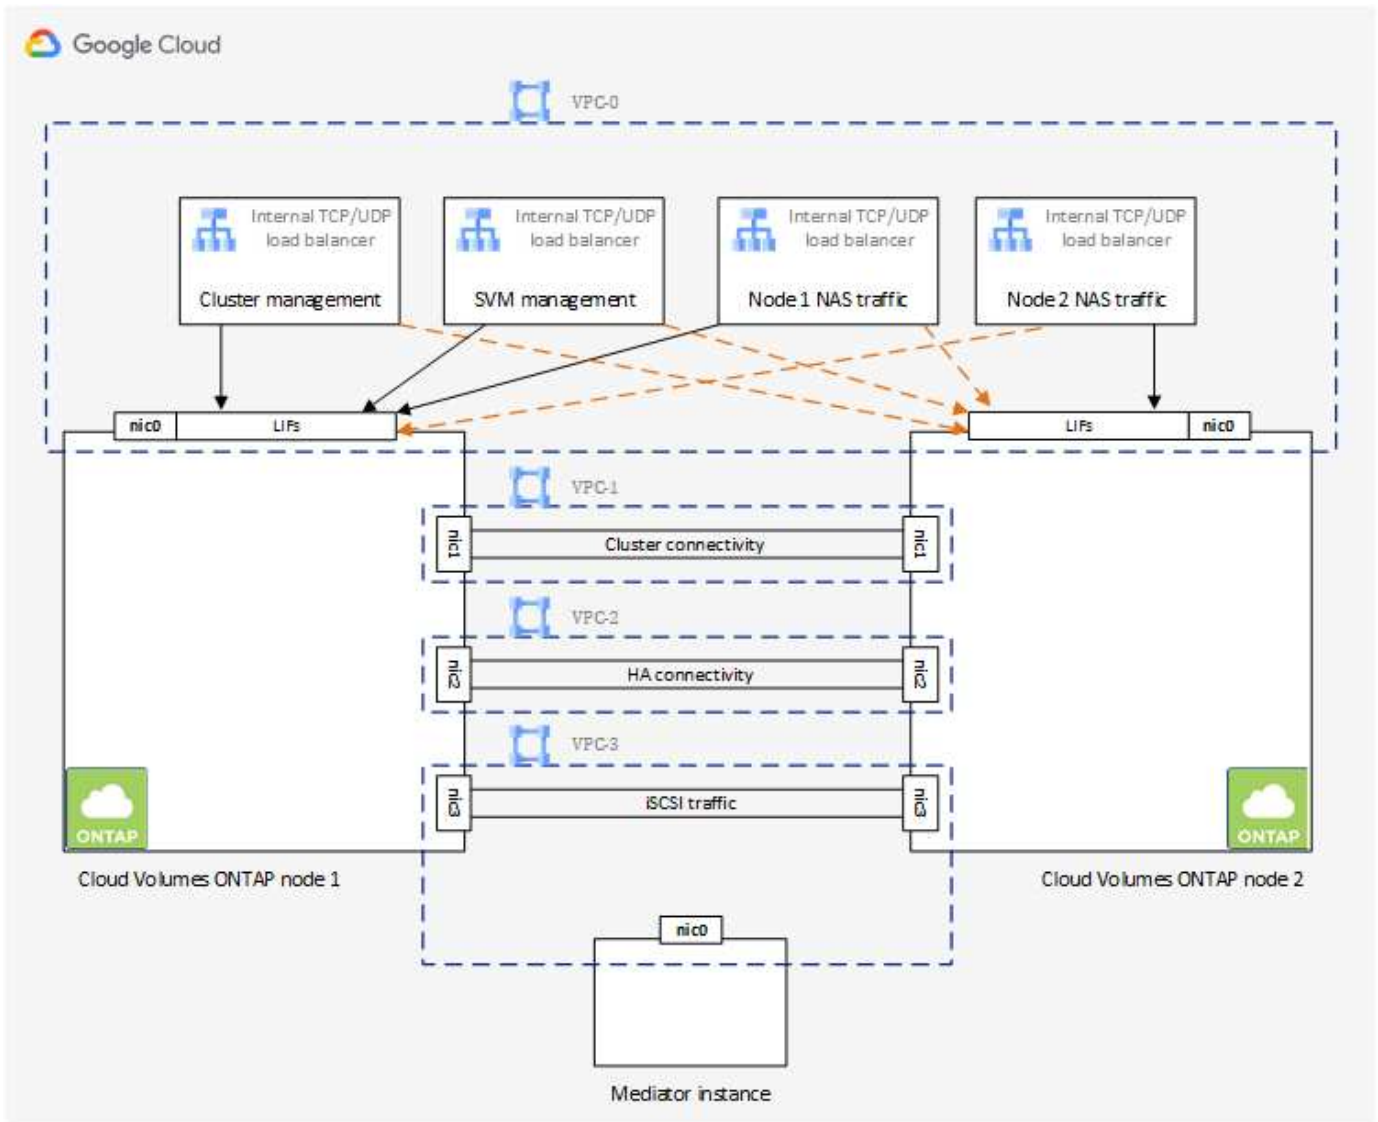 Google Cloud
VPC-0
Internal TCP/UDP
load balancer
Cluster management
Internal TCP/UDP
load balancer
SVM management
Internal TCP/UDP
load balancer
Node 1 NAS traffic
Internal TCP/UDP
load balancer
Node 2 NAS traffic
nic0
LIFs
LIFs
nic0
VPC-1
nic1
Cluster connectivity
nic1
VPC-2
nic2
HA connectivity
nic2
VPC-3
nic3
iSCSI traffic
nic3
ONTAP
ONTAP
Cloud Volumes ONTAP node 1
Cloud Volumes ONTAP node 2
nic0
Mediator instance